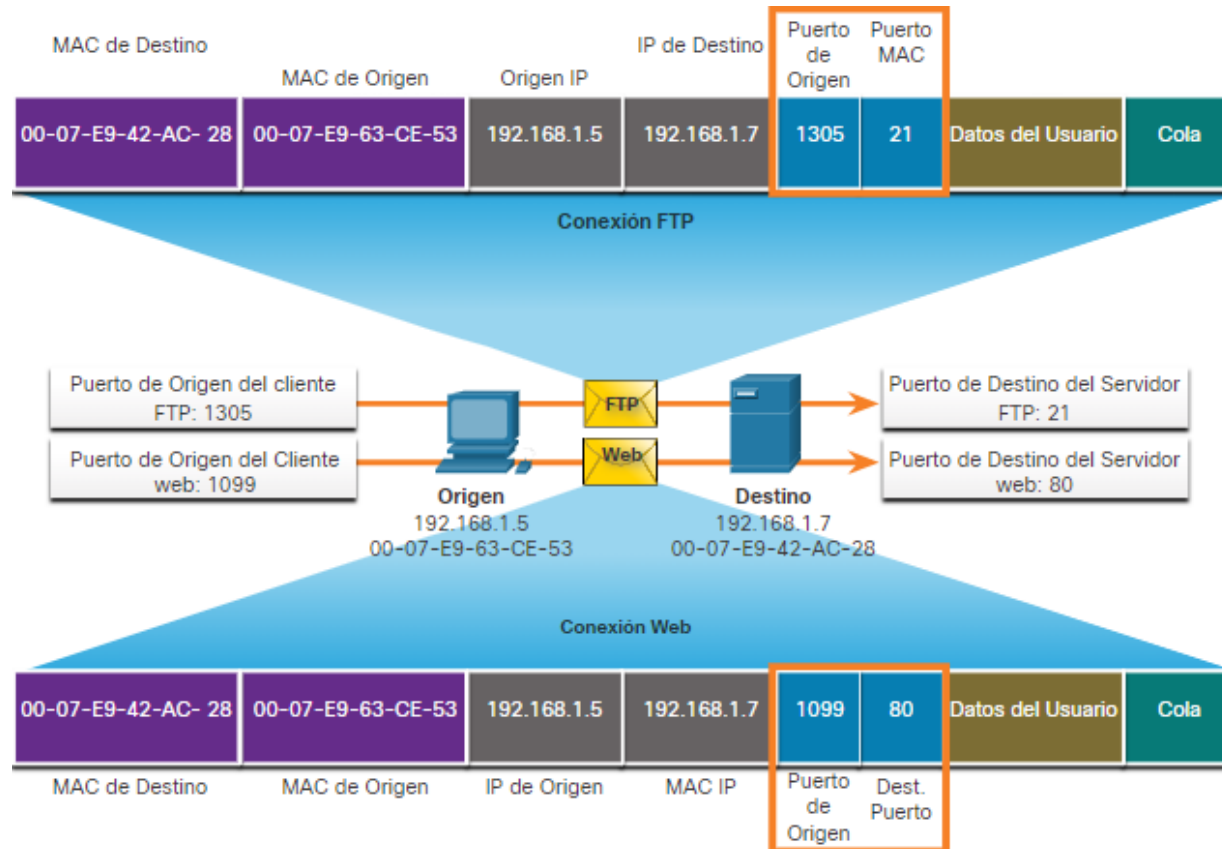 MAC de Destino
MAC de Origen
Origen IP
IP de Destino
Puerto
de
Origen
Puerto
MAC
00-07-E9-42-AC- 28
00-07-E9-63-CE-53
192.168.1.5
192.168.1.7
1305
21
Datos del Usuario
Cola
Conexión FTP
Puerto de Origen del cliente
FTP: 1305
FTP
Puerto de Destino del Servidor
FTP: 21
Puerto de Origen del Cliente
web: 1099
Web
Puerto de Destino del Servidor
web: 80
Origen
192.168.1.5
00-07-E9-63-CE-53
Destino
192.168.1.7
00-07-E9-42-AC-28
Conexión Web
00-07-E9-42-AC- 28
00-07-E9-63-CE-53
192.168.1.5
192.168.1.7
1099
80
Datos del Usuario
Cola
MAC de Destino
MAC de Origen
IP de Origen
MAC IP
Puerto
de
Origen
Dest.
Puerto